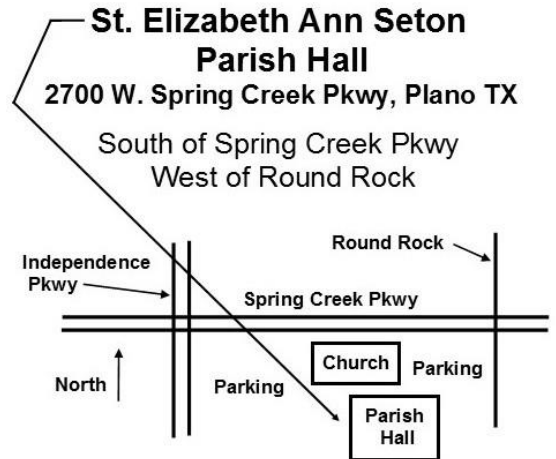 St. Elizabeth Ann Seton
Parish Hall
2700 W. Spring Creek Pkwy, Plano TX
South of Spring Creek Pkwy
West of Round Rock
Round Rock
Independence
Pkwy
Spring Creek Pkwy
Church
Parking
North
Parking
Parish
Hall